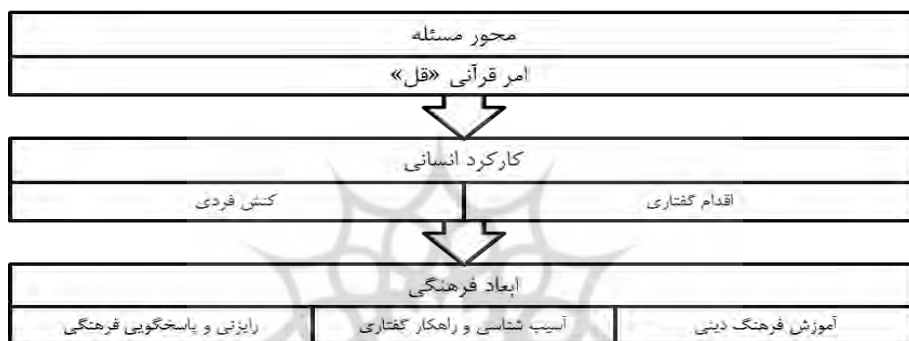 محور مسئله
امر قرآنی «قل»
کارکرد انسانی
اقدام گفتاری
کنش فردی
ابعاد فرهنگی
آموزش فرهنگ دینی
آسیب شناسی و راهکار گفتاری
رایزنی و پاسخگویی فرهنگی